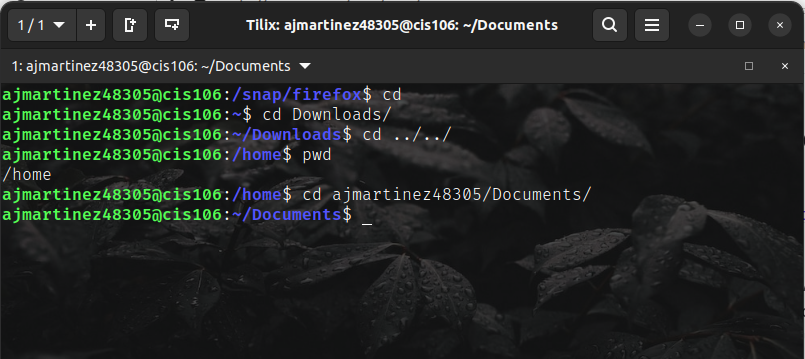 1 / 1
Tilix: ajmartinez48305@cis106: ~/Documents
1: ajmartinez48305@cis106: ~/Documents
ajmartinez48305@cis106:/snap/firefox$ cd
ajmartinez48305@cis106:~$ cd Downloads/
ajmartinez48305@cis106:~/Downloads$ cd ../../
ajmartinez48305@cis106:/home$ pwd
/home
ajmartinez48305@cis106:/home$ cd ajmartinez48305/Documents/
ajmartinez48305@cis106:~/Documents$ _